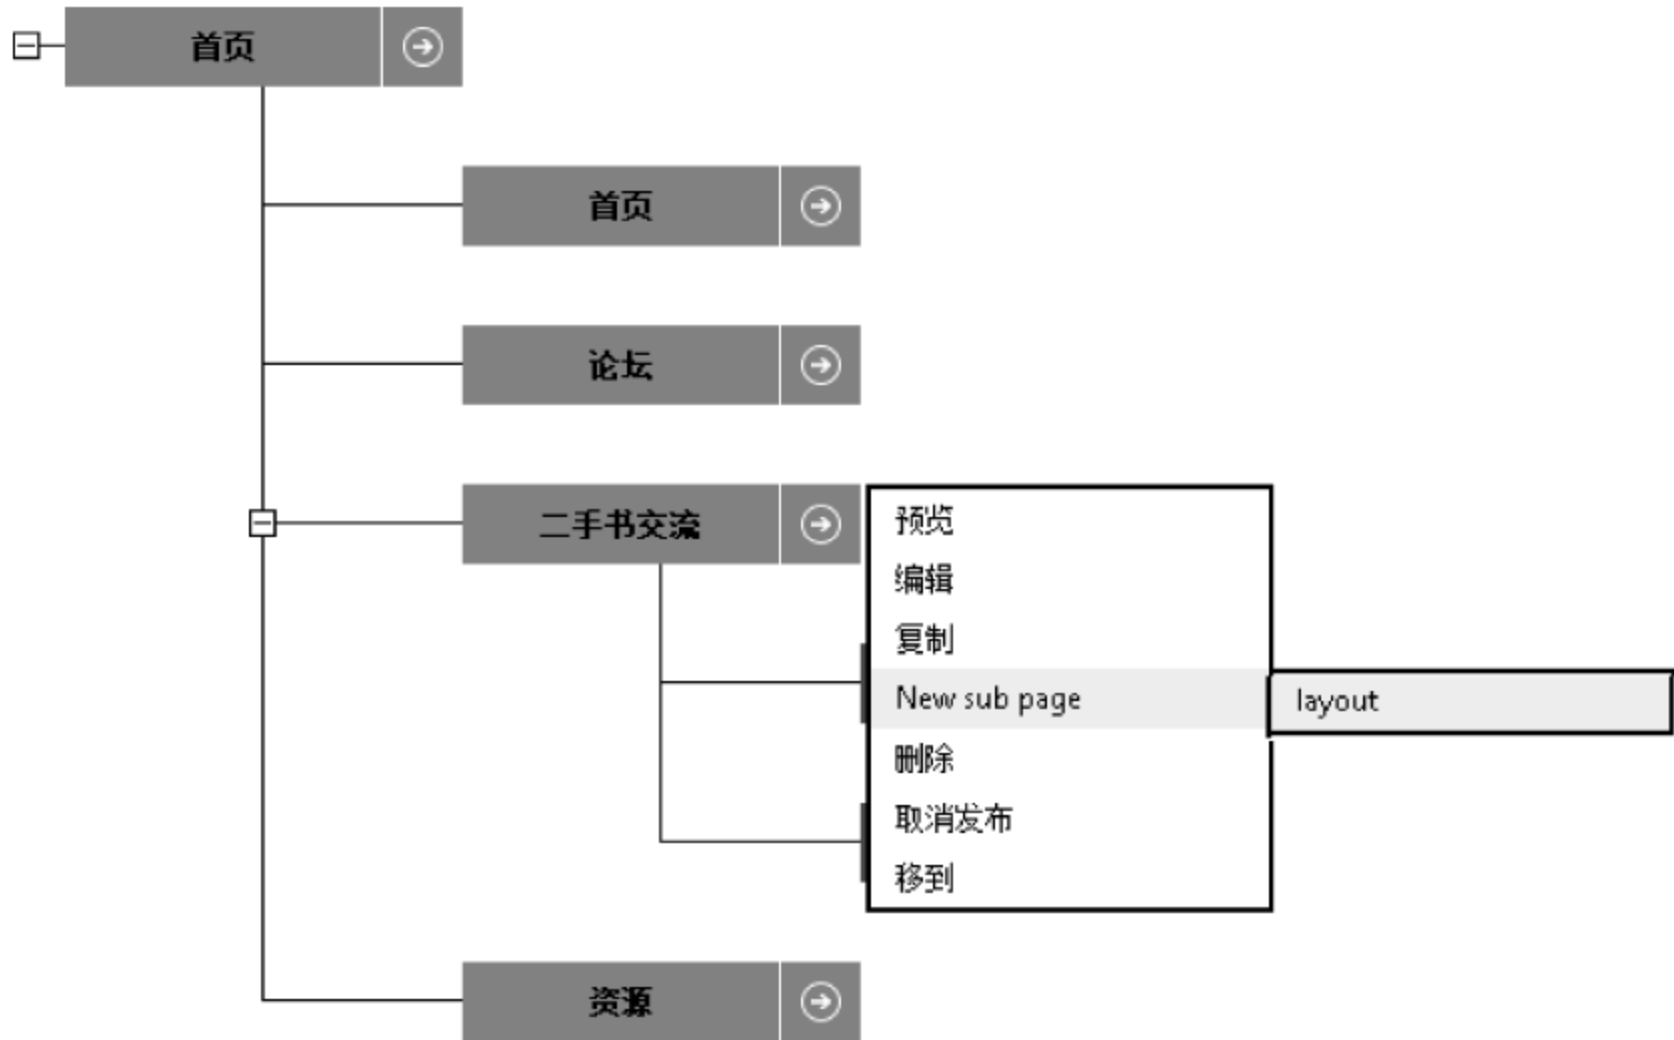 首页
首页
论坛
二手书交流
预览
编辑
复制
New sub page
layout
删除
取消发布
移到
资源